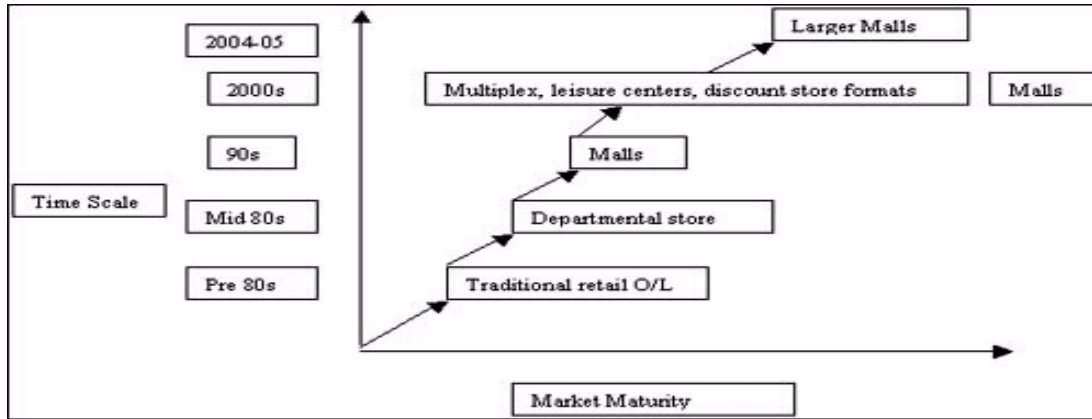 Larger Malls
2004-05
2000s
Multiplex, leisure centers, discount store formats
Malls
90s
Malls
Time Scale
Mid 80s
Departmental store
Pre 80s
Traditional retail O/L
Market Maturity